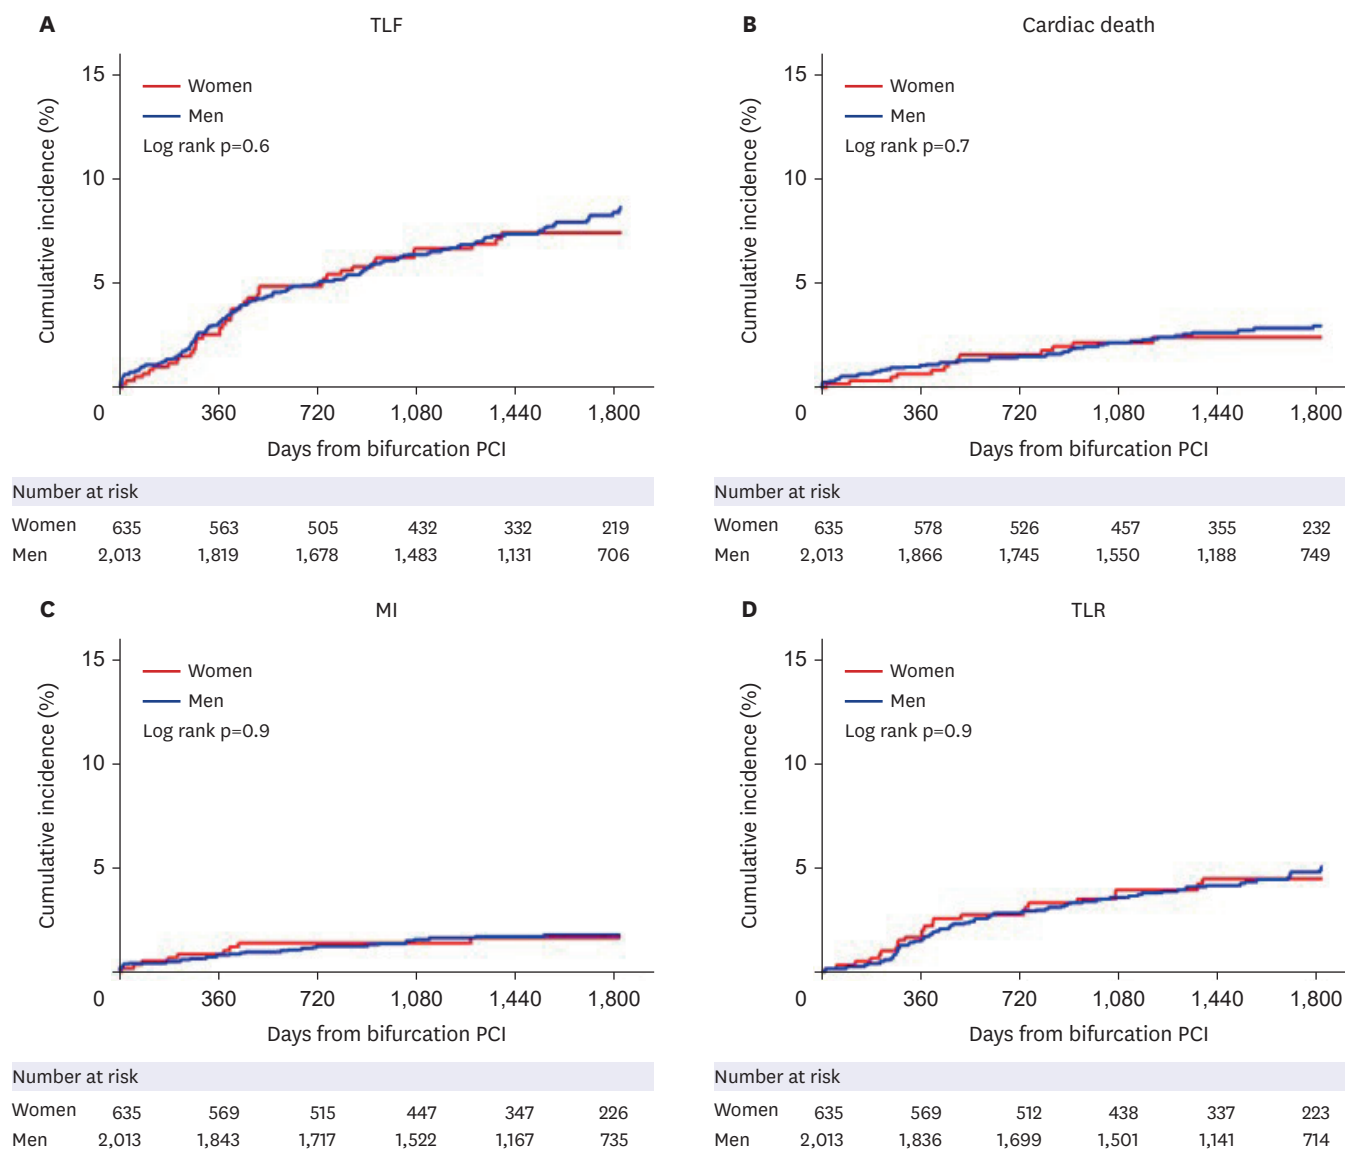 A TLF
Cumulative incidence (%)
15
10
5
Women
Men
Log rank p=0.6
0 360 720 1,080 1,440 1,800
Days from bifurcation PCI
Number at risk
Women 635 563 505 432 332 219
Men 2,013 1,819 1,678 1,483 1,131 706
B Cardiac death
Cumulative incidence (%)
15
10
5
Women
Men
Log rank p=0.7
0 360 720 1,080 1,440 1,800
Days from bifurcation PCI
Number at risk
Women 635 578 526 457 355 232
Men 2,013 1,866 1,745 1,550 1,188 749
C MI
Cumulative incidence (%)
15
10
5
Women
Men
Log rank p=0.9
0 360 720 1,080 1,440 1,800
Days from bifurcation PCI
Number at risk
Women 635 569 515 447 347 226
Men 2,013 1,843 1,717 1,522 1,167 735
D TLR
Cumulative incidence (%)
15
10
5
Women
Men
Log rank p=0.9
0 360 720 1,080 1,440 1,800
Days from bifurcation PCI
Number at risk
Women 635 569 512 438 337 223
Men 2,013 1,836 1,699 1,501 1,141 714